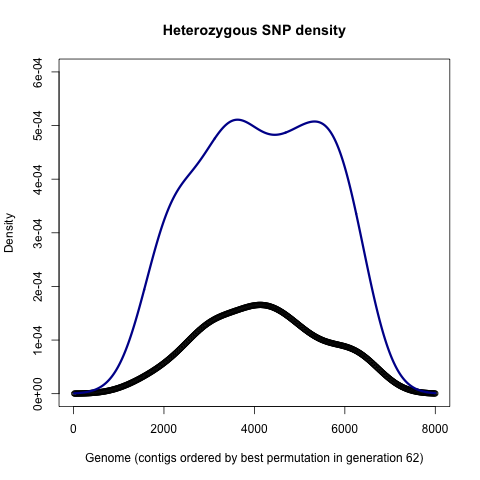 Heterozygous SNP density
Density
6e-04
5e-04
4e-04
3e-04
2e-04
1e-04
0e+00
0 2000 4000 6000 8000
Genome (contigs ordered by best permutation in generation 62)